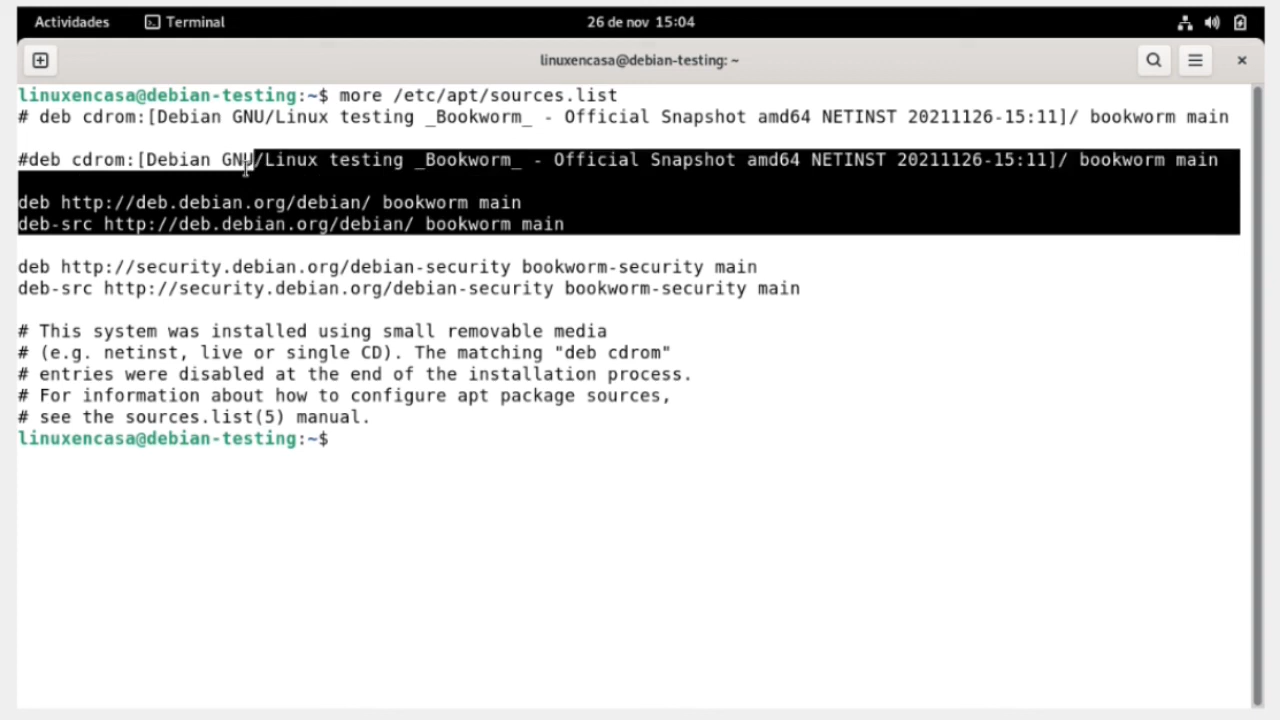 Actividades Terminal 26 de nov 15:04
linuxencasa@debian-testing: ~
linuxencasa@debian-testing:~$ more /etc/apt/sources.list
# deb cdrom:[Debian GNU/Linux testing _Bookworm_ - Official Snapshot amd64 NETINST 20211126-15:11]/ bookworm main
#deb cdrom:[Debian GNU/Linux testing _Bookworm_ - Official Snapshot amd64 NETINST 20211126-15:11]/ bookworm main
deb http://deb.debian.org/debian/ bookworm main
deb-src http://deb.debian.org/debian/ bookworm main
deb http://security.debian.org/debian-security bookworm-security main
deb-src http://security.debian.org/debian-security bookworm-security main
# This system was installed using small removable media
# (e.g. netinst, live or single CD). The matching "deb cdrom"
# entries were disabled at the end of the installation process.
# For information about how to configure apt package sources,
# see the sources.list(5) manual.
linuxencasa@debian-testing:~$